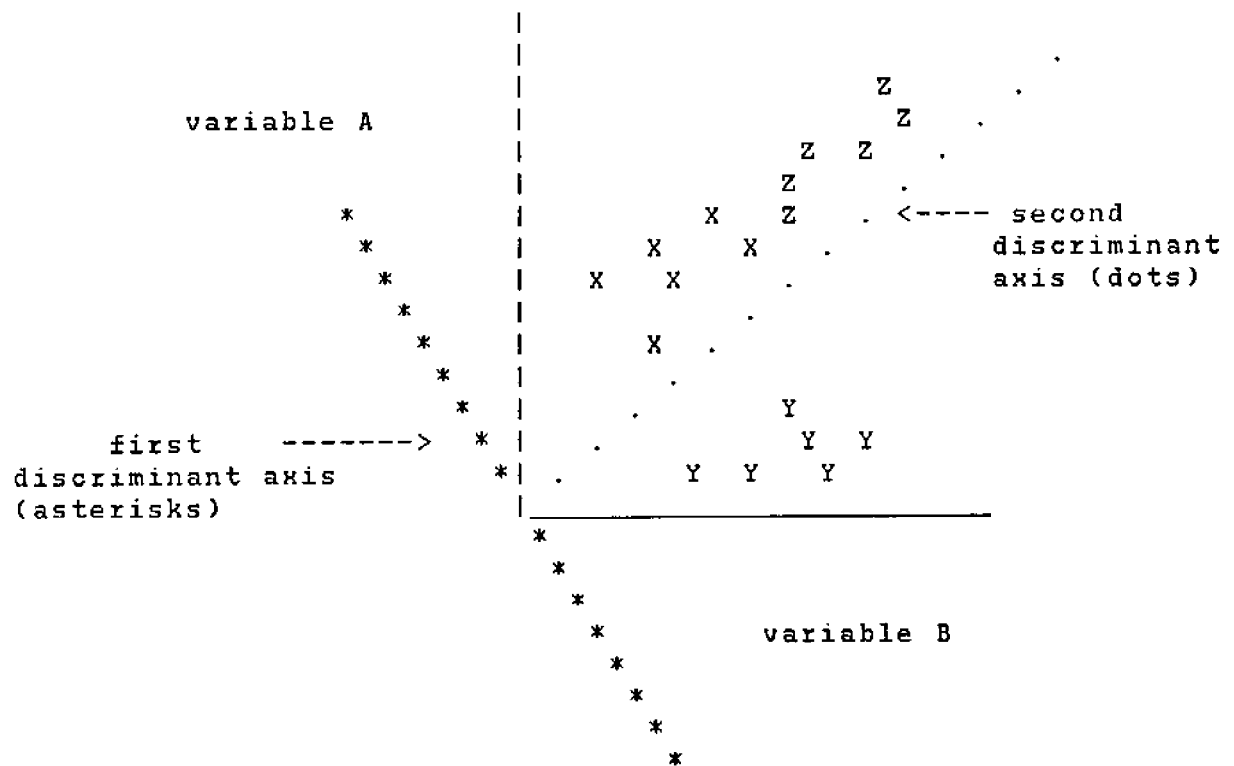 Z
variable A
Z
Z Z
Z
* X Z . <---- second
* X X . discriminant
* X X . axis (dots)
*
* X .
*
* . Y
first -------> * . Y Y
discriminant axis * . Y Y Y
(asterisks)
*
*
*
* variable B
*
*
*
*